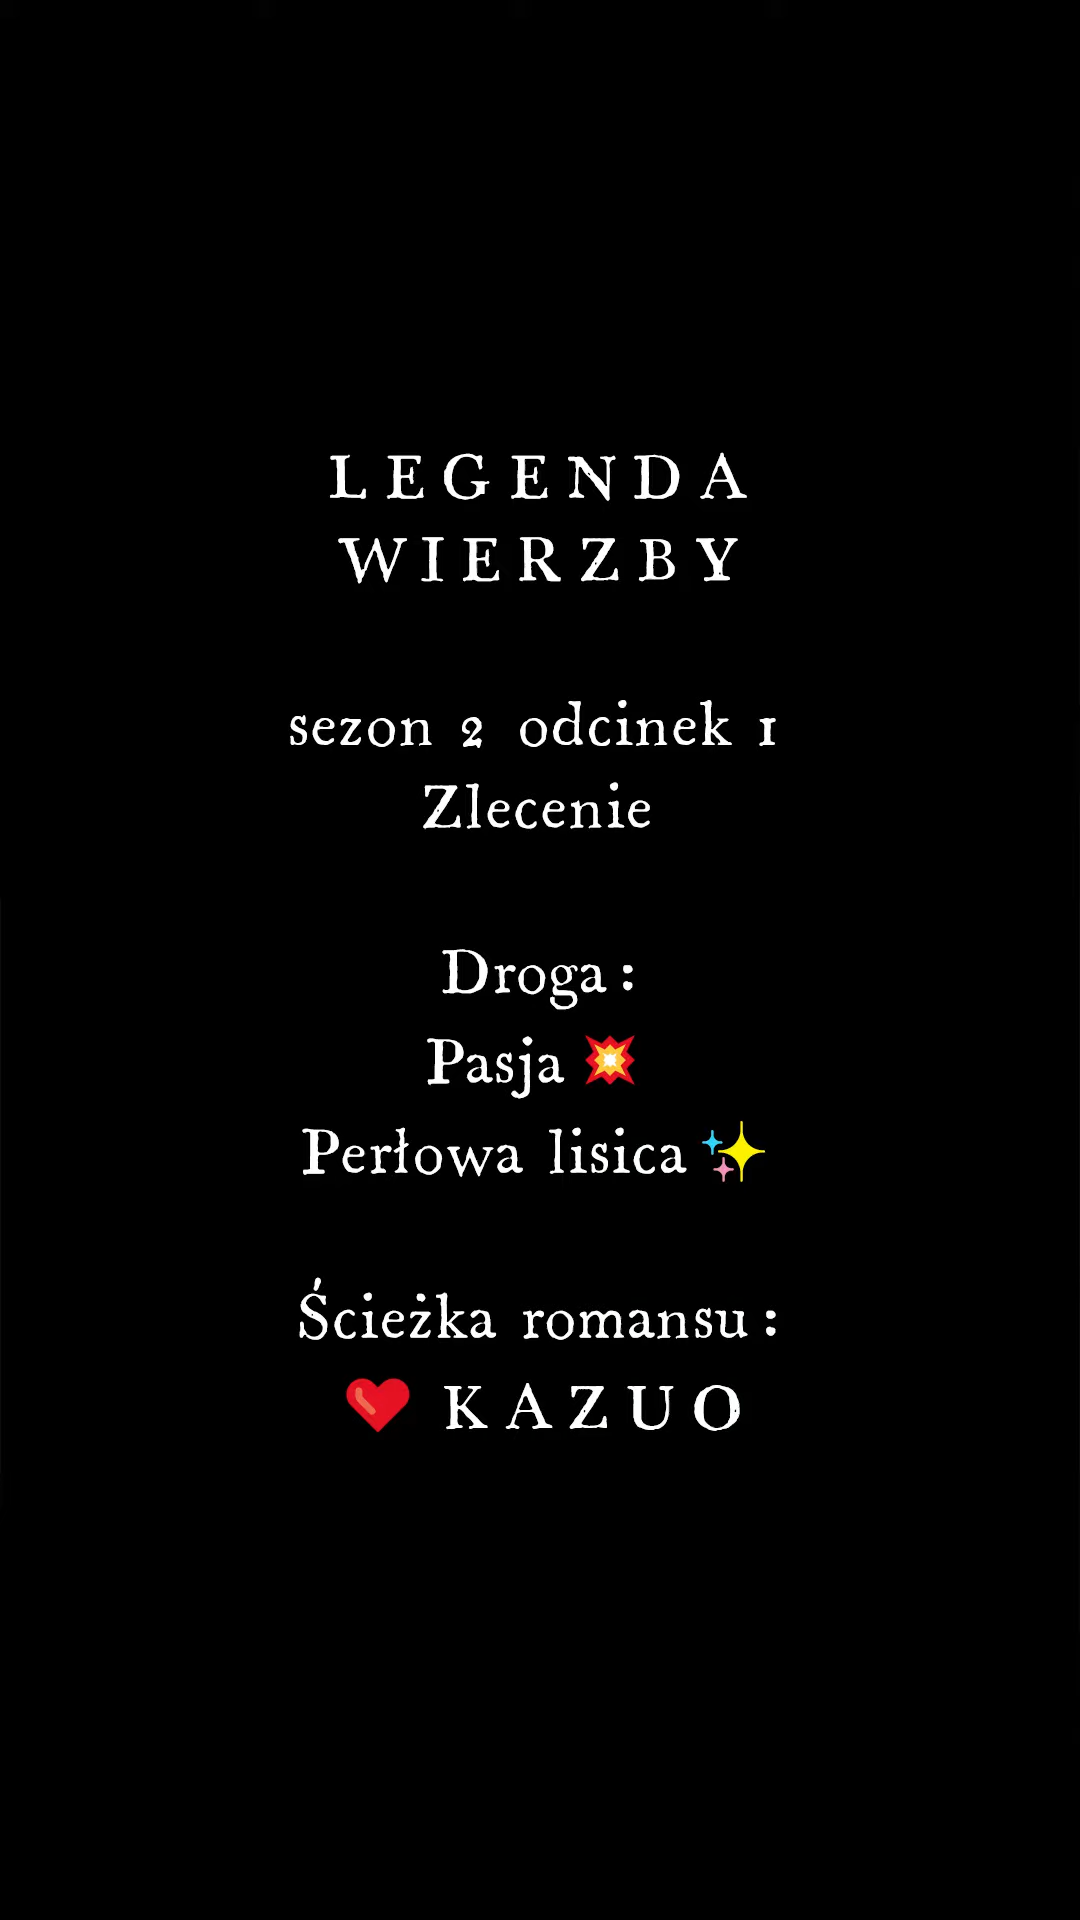 LEGENDA
WIERZBY
sezon 2 odcinek 1
Zlecenie
Droga:
Pasja 💥
Perłowa lisica ✨
Ścieżka romansu:
❤️ KAZUO